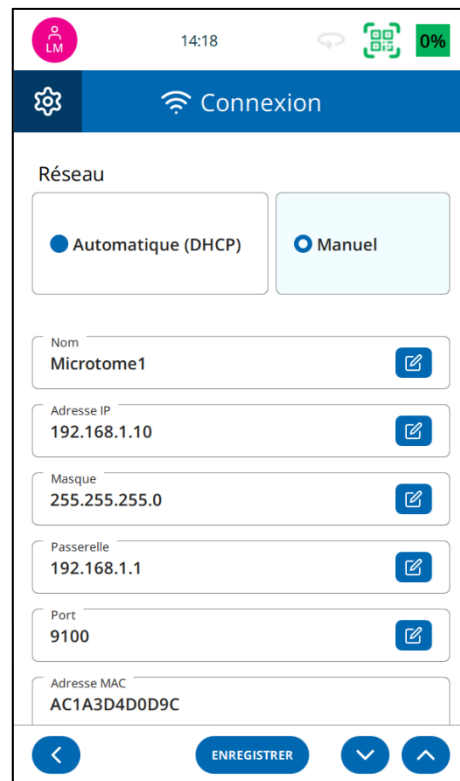 LM
14:18
0%
Connexion
Réseau
Automatique (DHCP)
Manuel
Nom
Microtome1
Adresse IP
192.168.1.10
Masque
255.255.255.0
Passerelle
192.168.1.1
Port
9100
Adresse MAC
AC1A3D4D0D9C
ENREGISTRER